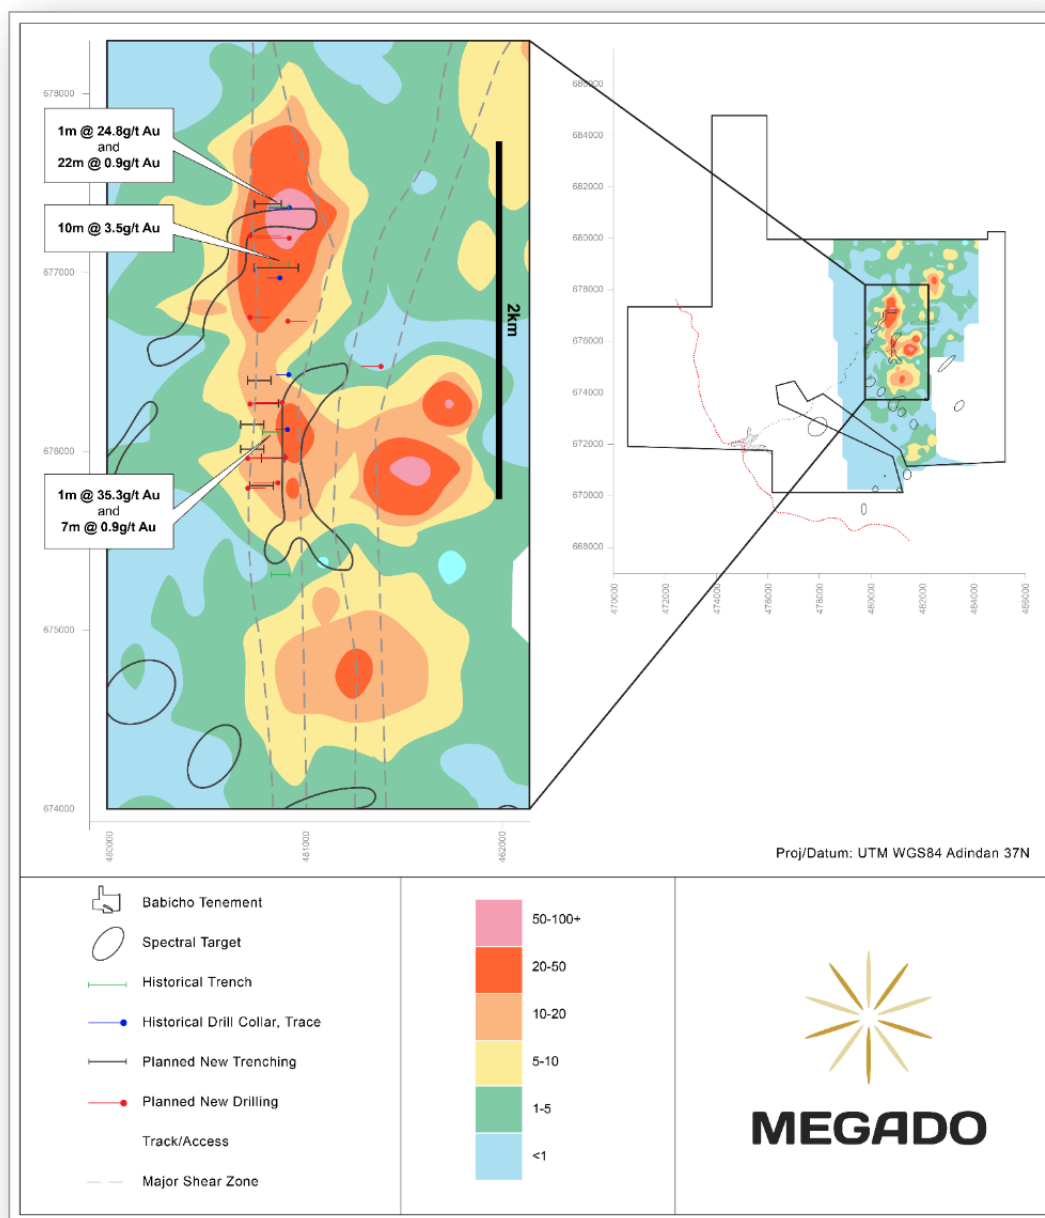 678000
677000
676000
675000
674000
480000
481000
462000
1m @ 24.8g/t Au
and
22m @ 0.9g/t Au
10m @ 3.5g/t Au
1m @ 35.3g/t Au
and
7m @ 0.9g/t Au
2km
686000
684000
682000
680000
678000
676000
674000
672000
670000
668000
470000
472000
474000
476000
478000
480000
482000
484000
486000
Proj/Datum: UTM WGS84 Adindan 37N
Babicho Tenement
Spectral Target
Historical Trench
Historical Drill Collar, Trace
Planned New Trenching
Planned New Drilling
Track/Access
Major Shear Zone
50-100+
20-50
10-20
5-10
1-5
<1
MEGADO